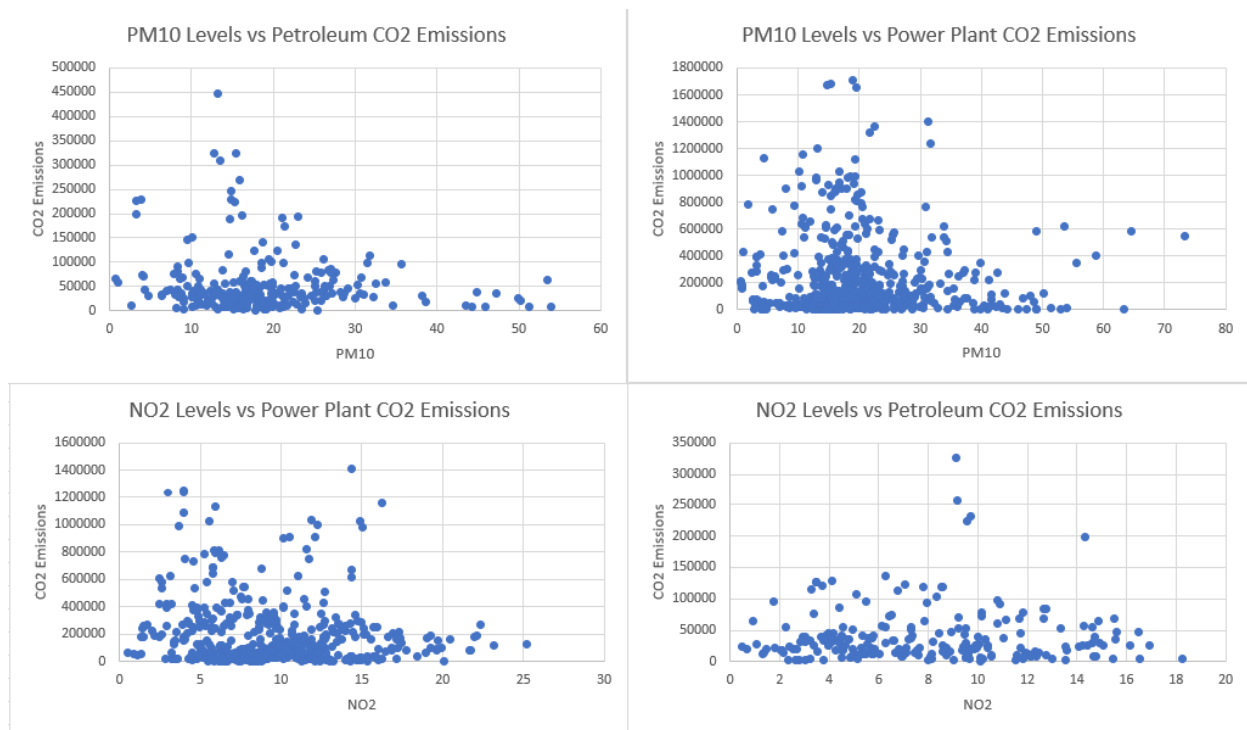 PM10 Levels vs Petroleum CO2 Emissions
500000
450000
400000
350000
300000
250000
200000
150000
100000
50000
0
CO2 Emissions
0 10 20 30 40 50 60
PM10
PM10 Levels vs Power Plant CO2 Emissions
1800000
1600000
1400000
1200000
1000000
800000
600000
400000
200000
0
CO2 Emissions
0 10 20 30 40 50 60 70 80
PM10
NO2 Levels vs Power Plant CO2 Emissions
1600000
1400000
1200000
1000000
800000
600000
400000
200000
0
CO2 Emissions
0 5 10 15 20 25 30
NO2
NO2 Levels vs Petroleum CO2 Emissions
350000
300000
250000
200000
150000
100000
50000
0
CO2 Emissions
0 2 4 6 8 10 12 14 16 18 20
NO2